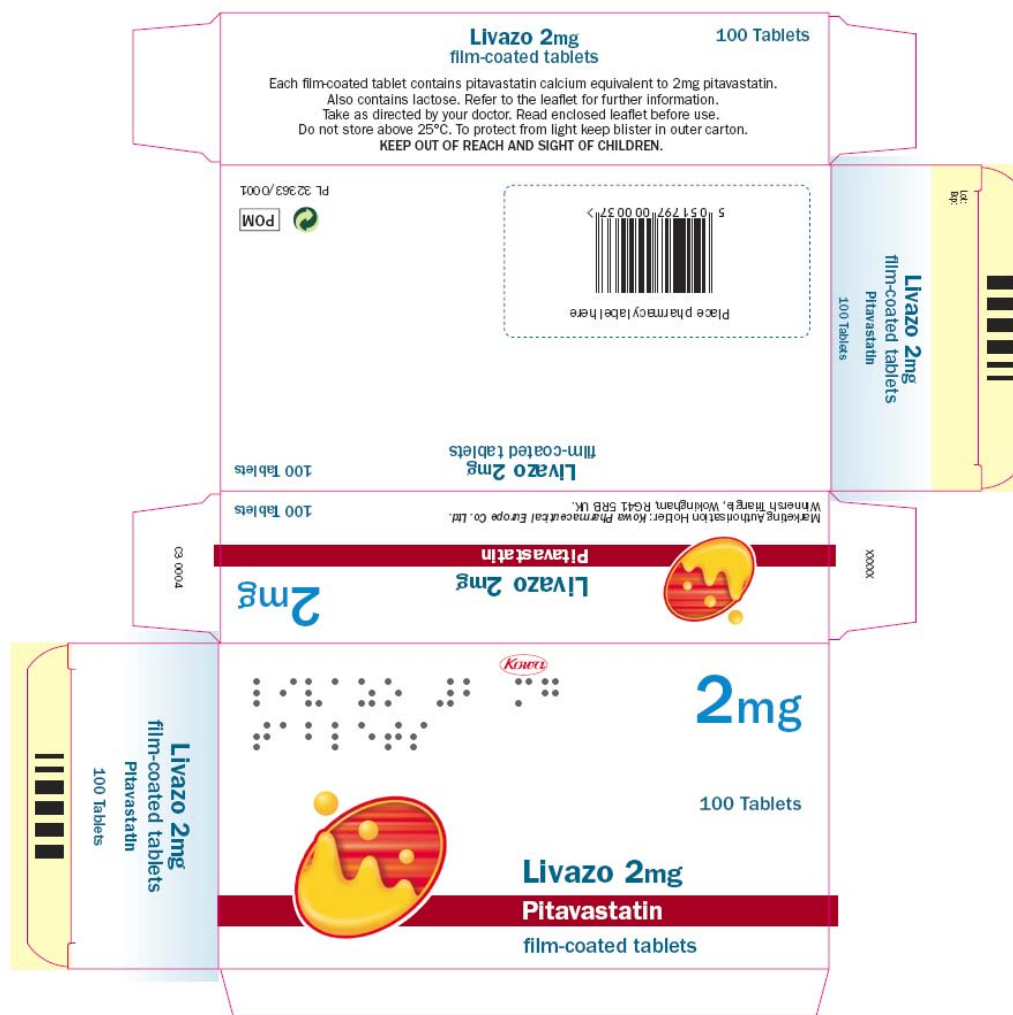 Livazo 2mg
film-coated tablets
100 Tablets
Each film-coated tablet contains pitavastatin calcium equivalent to 2mg pitavastatin.
Also contains lactose. Refer to the leaflet for further information.
Take as directed by your doctor. Read enclosed leaflet before use.
Do not store above 25°C. To protect from light keep blister in outer carton.
KEEP OUT OF REACH AND SIGHT OF CHILDREN.
Livazo 2mg
film-coated tablets
100 Tablets
Place pharmacy label here
5 051797 000037 >
POM
PL 32363/0001
Lot:
Exp:
Livazo 2mg
film-coated tablets
Pitavastatin
100 Tablets
2mg
Livazo 2mg
Pitavastatin
Marketing Authorisation Holder: Kowa Pharmaceutical Europe Co. Ltd.
Winnersh Triangle, Wokingham, RG41 5RB UK.
100 Tablets
C3 0004
XXXXX
Kowa
2mg
100 Tablets
Livazo 2mg
Pitavastatin
film-coated tablets
Livazo 2mg
film-coated tablets
Pitavastatin
100 Tablets